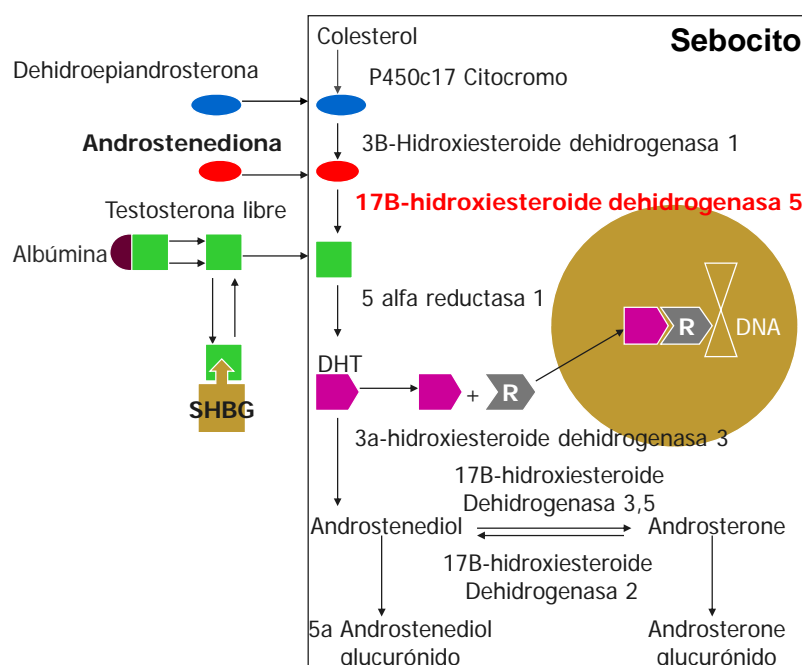 Colesterol
Sebocito
Dehidroepiandrosterona
P450c17 Citocromo
Androstenediona
3B-Hidroxiesteroide dehidrogenasa 1
17B-hidroxiesteroide dehidrogenasa 5
Testosterona libre
Albúmina
5 alfa reductasa 1
R
DNA
DHT
+
R
SHBG
3a-hidroxiesteroide dehidrogenasa 3
17B-hidroxiesteroide
Dehidrogenasa 3,5
Androstenediol
Androsterone
17B-hidroxiesteroide
Dehidrogenasa 2
5a Androstenediol
glucurónido
Androsterone
glucurónido